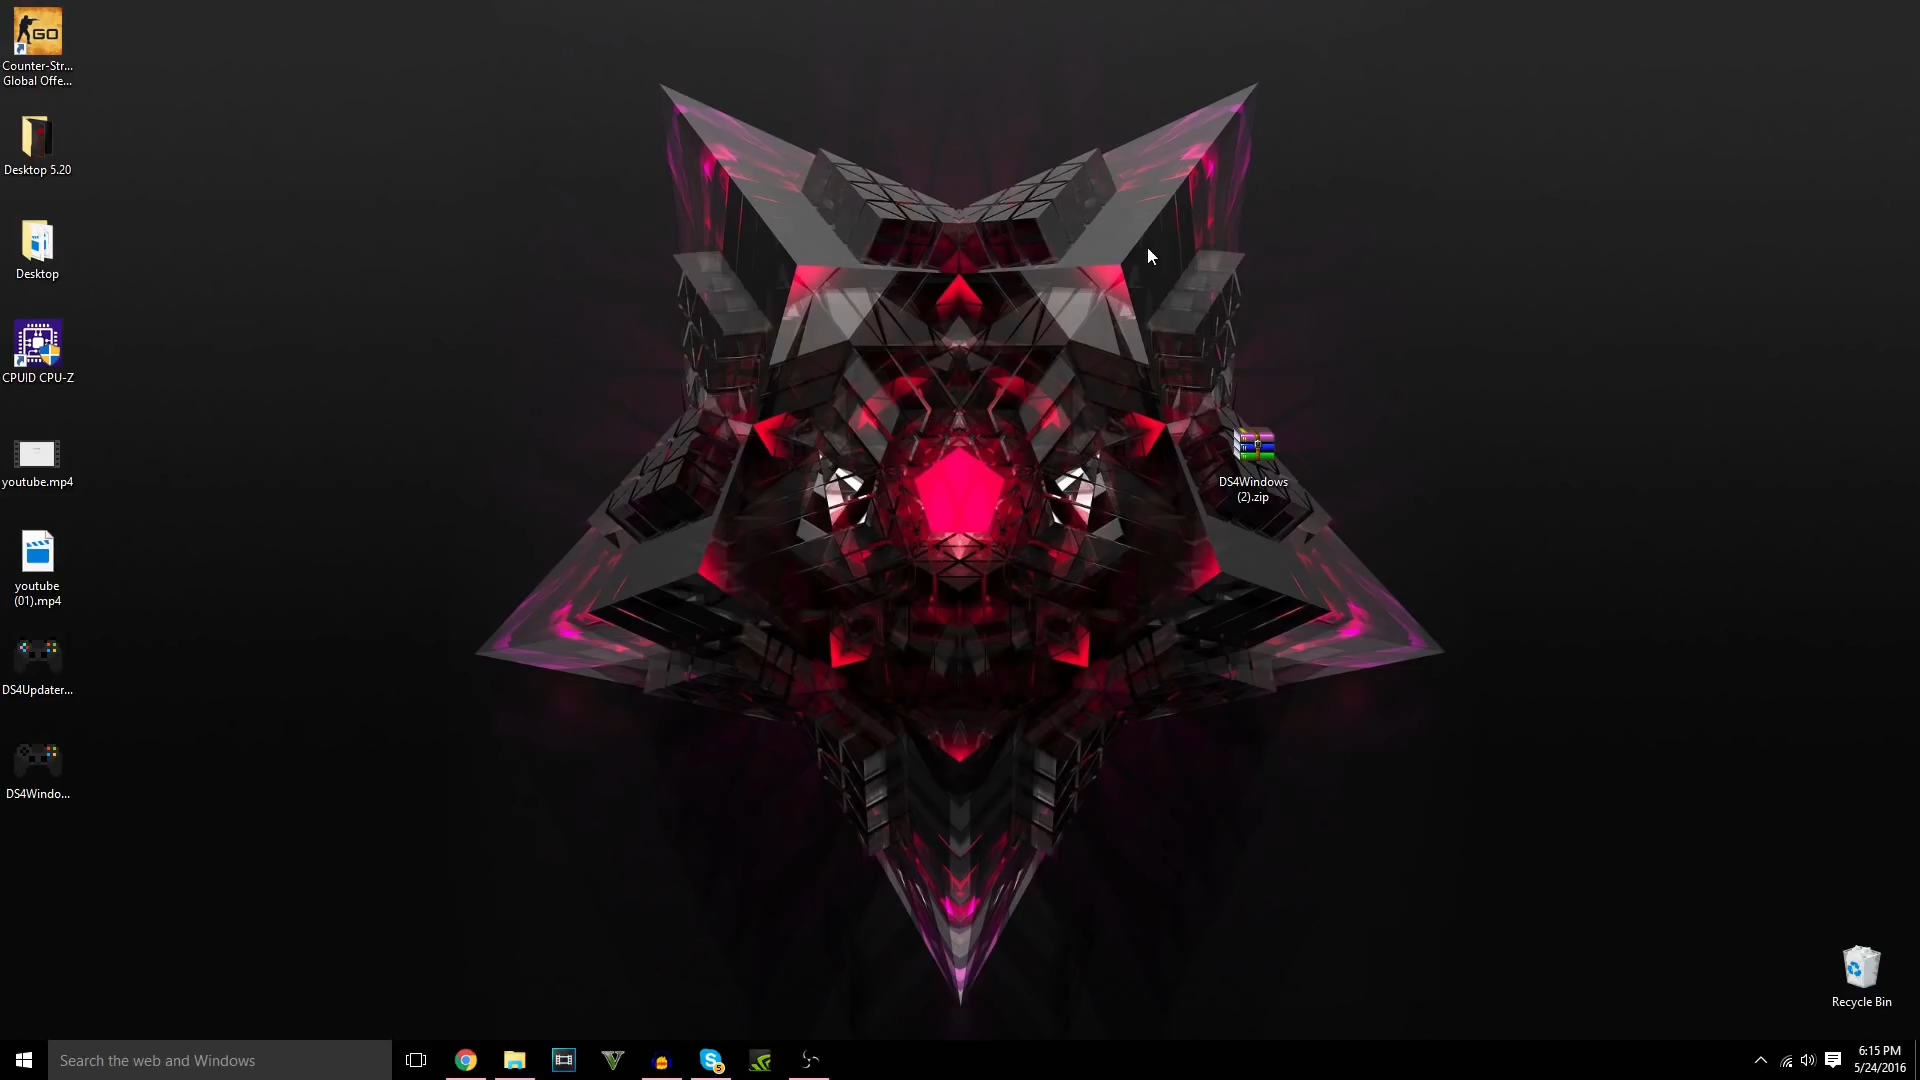 GO
Counter-Str...
Global Offe...
Desktop 5.20
Desktop
CPUID CPU-Z
youtube.mp4
youtube
(01).mp4
DS4Updater...
DS4Windo...
DS4Windows
(2).zip
Recycle Bin
Search the web and Windows
5
6:15 PM
5/24/2016